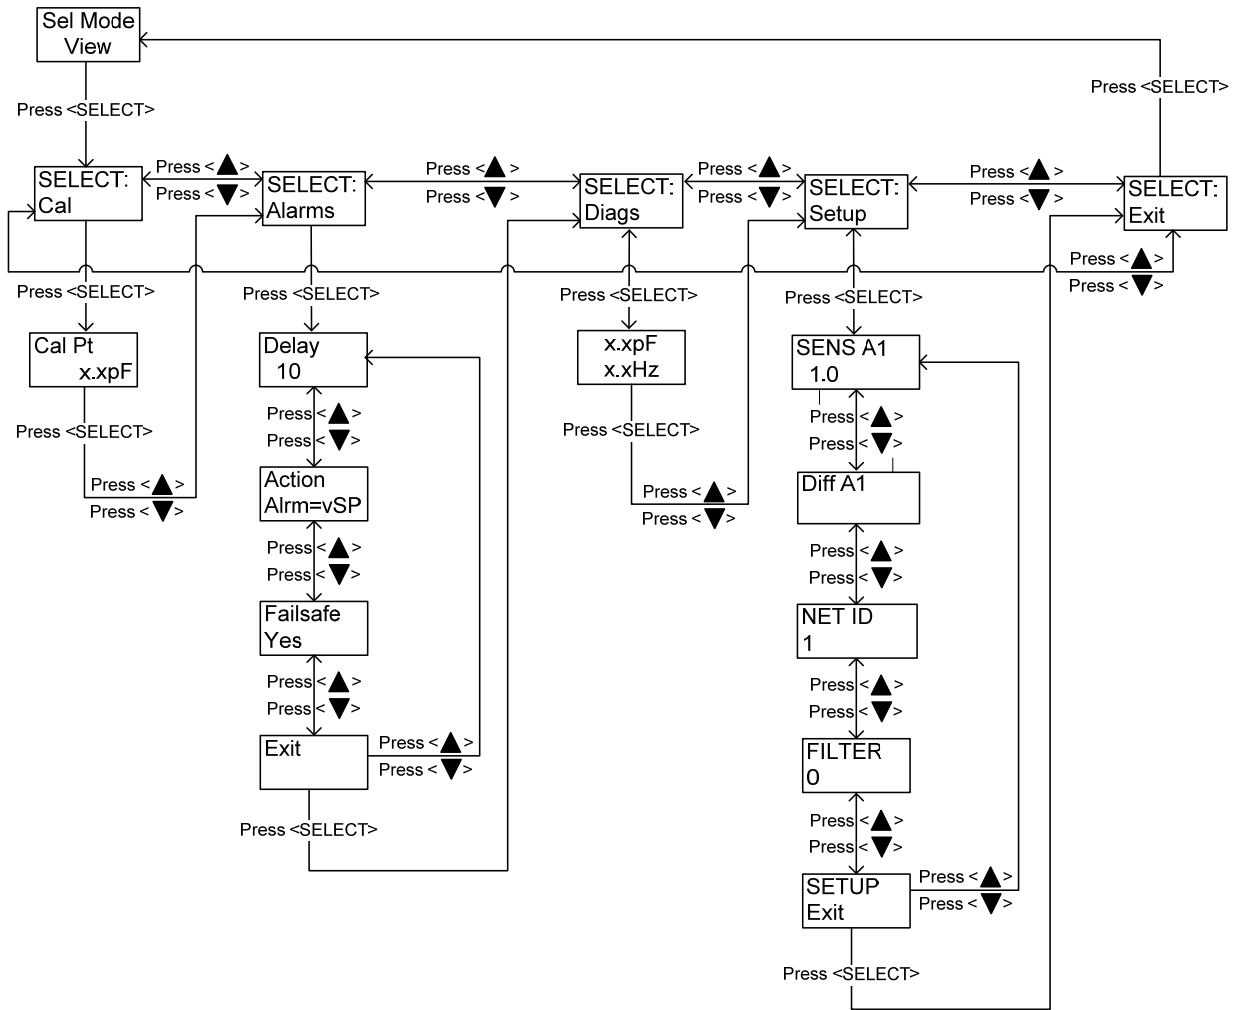 Sel Mode
View
Press <SELECT>
Press <SELECT>
Press <▲>
Press <▼>
Press <▲>
Press <▼>
Press <▲>
Press <▼>
Press <▲>
Press <▼>
SELECT:
Cal
SELECT:
Alarms
SELECT:
Diags
SELECT:
Setup
SELECT:
Exit
Press <▲>
Press <▼>
Press <SELECT>
Press <SELECT>
Press <SELECT>
Press <SELECT>
Cal Pt
x.xpF
Delay
10
x.xpF
x.xHz
SENS A1
1.0
Press <SELECT>
Press <▲>
Press <▼>
Press <SELECT>
Press <▲>
Press <▼>
Press <▲>
Press <▼>
Action
Alrm=vSP
Press <▲>
Press <▼>
Diff A1
Press <▲>
Press <▼>
Press <▲>
Press <▼>
Failsafe
Yes
NET ID
1
Press <▲>
Press <▼>
Press <▲>
Press <▼>
Exit
Press <▲>
Press <▼>
FILTER
0
Press <SELECT>
Press <▲>
Press <▼>
SETUP
Exit
Press <▲>
Press <▼>
Press <SELECT>